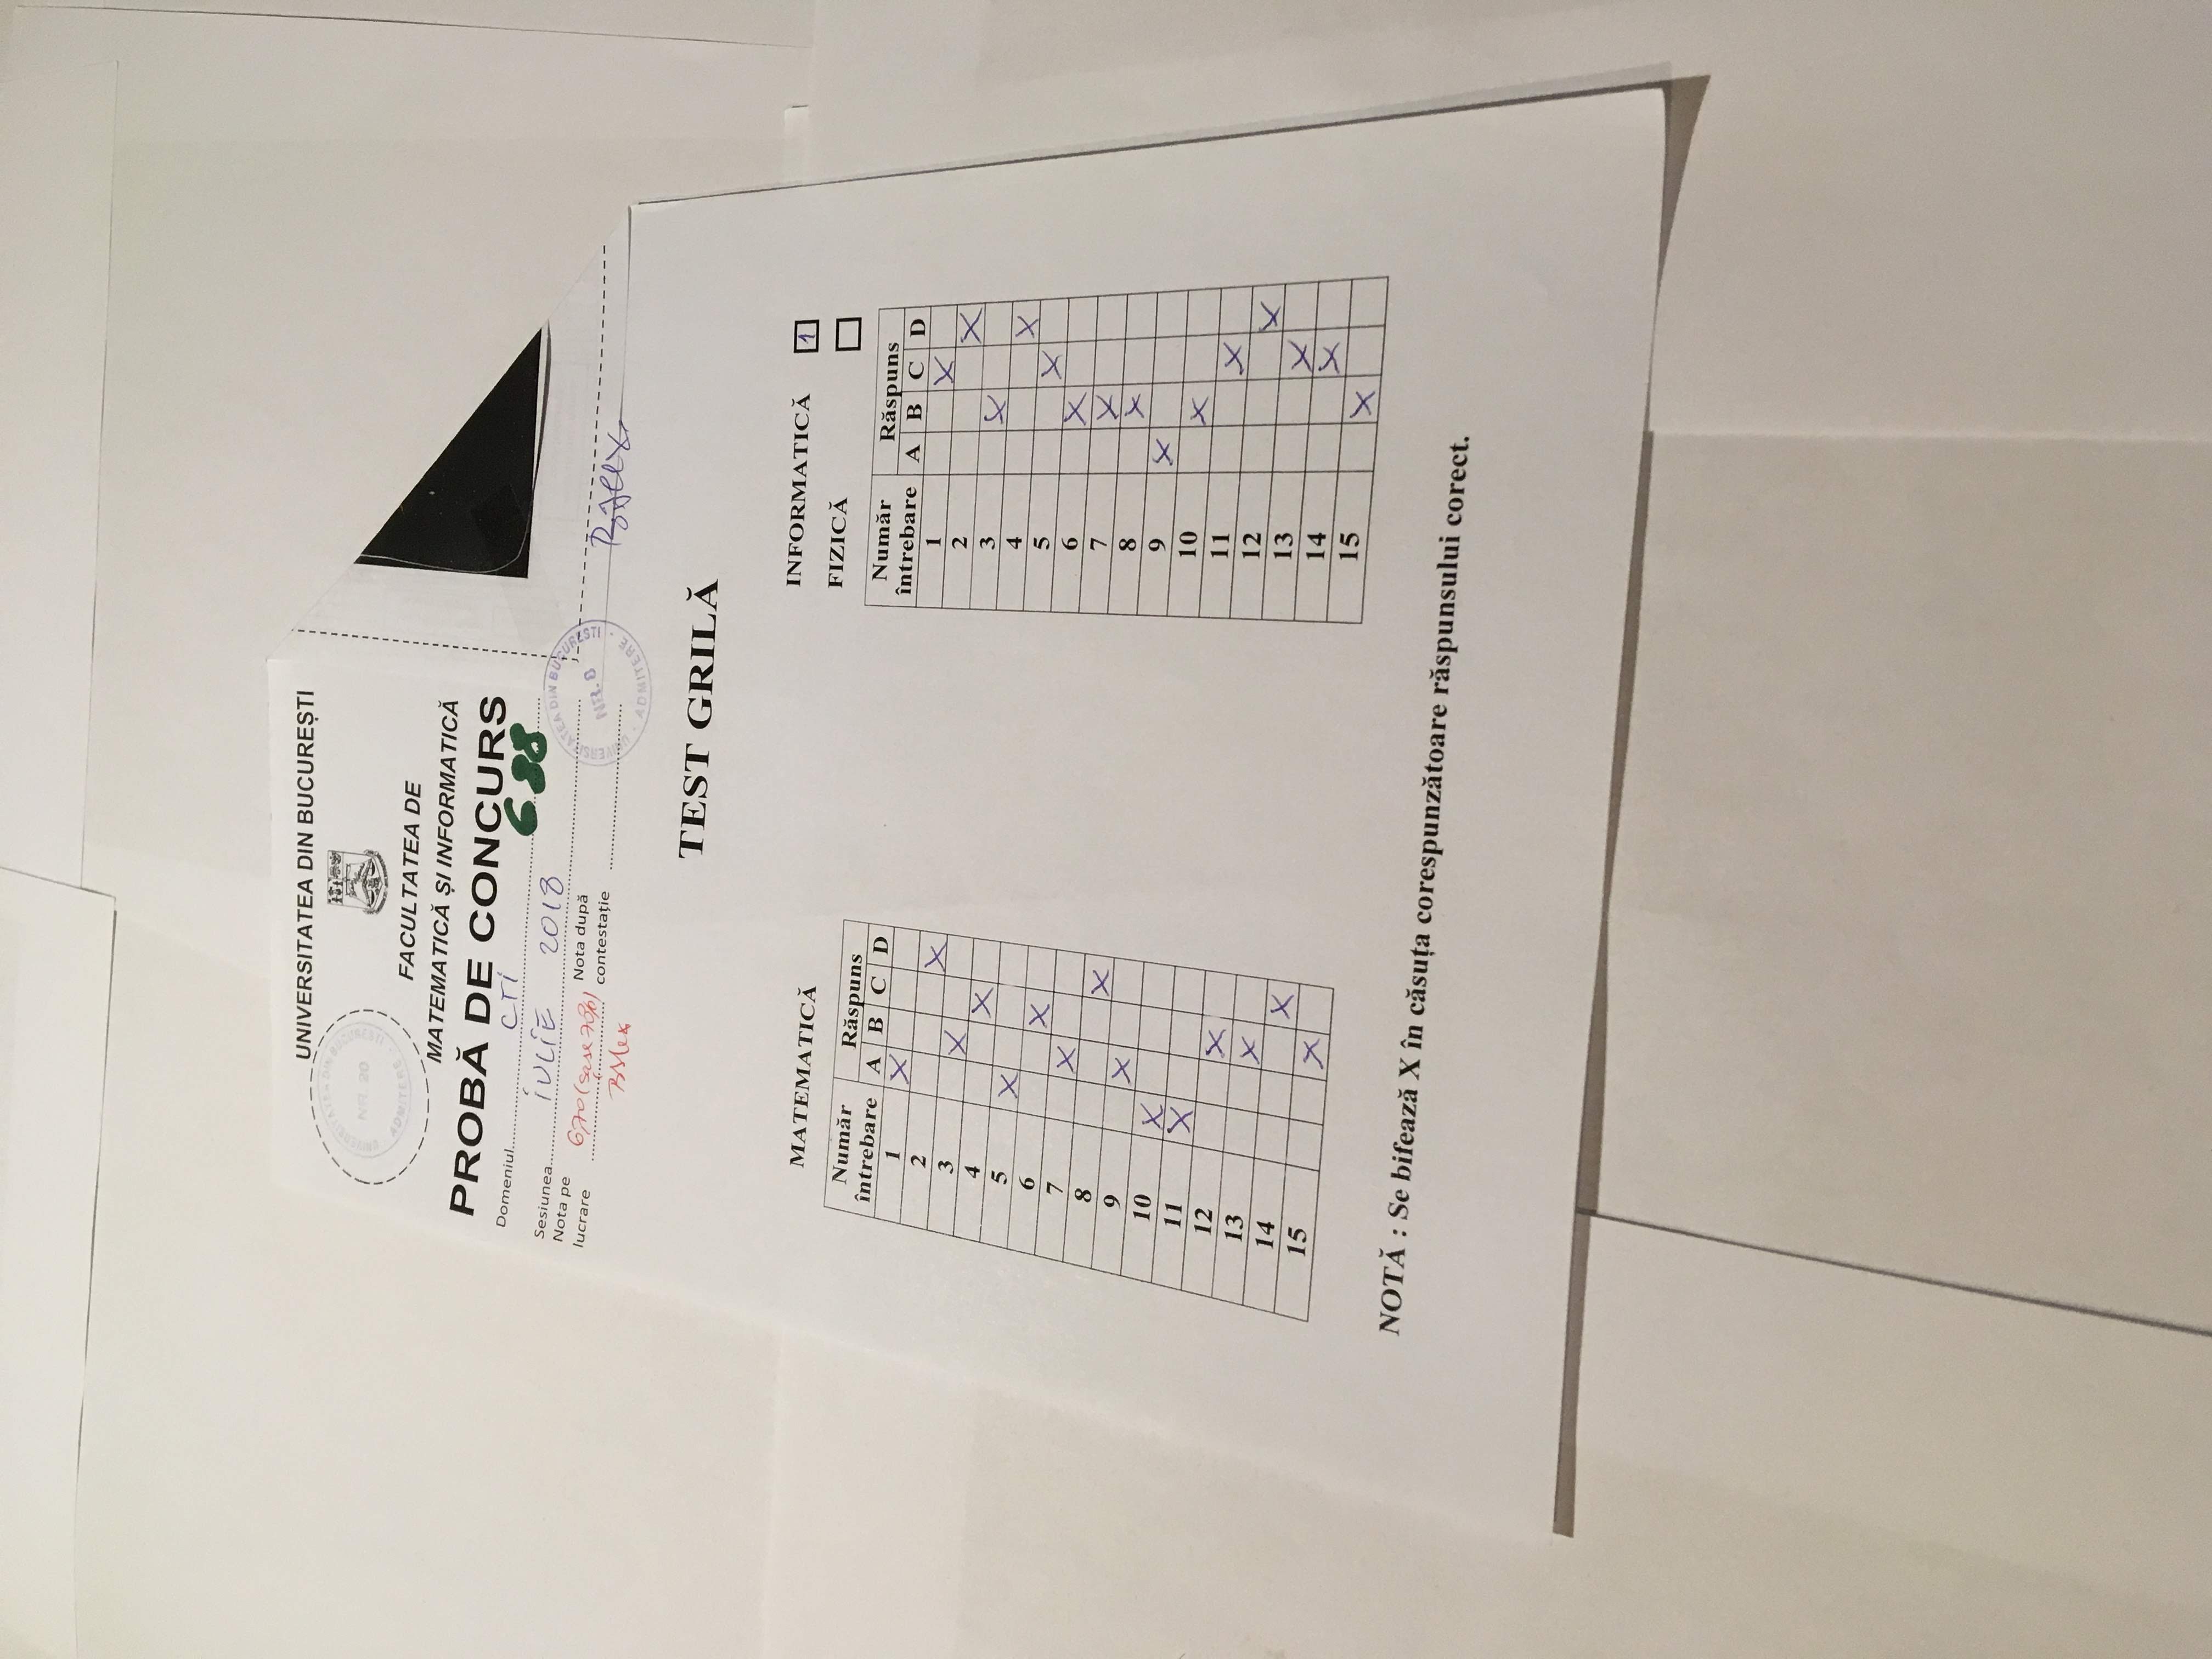 UNIVERSITATEA DIN BUCUREȘTI
UNIVERSITATEA DIN BUCUREȘTI
NR. 20
ADMITERE
FACULTATEA DE
MATEMATICĂ ȘI INFORMATICĂ
PROBĂ DE CONCURS
Domeniul CTI 638
Sesiunea IULIE 2018
Nota pe lucrare 6,70 (șase 70%)
Nota după contestație
UNIVERSITATEA DIN BUCUREȘTI
NR. 8
ADMITERE
TEST GRILĂ
MATEMATICĂ
Număr întrebare Răspuns
A B C D
1 X
2 X
3 X
4 X
5 X
6 X
7 X
8 X
9 X
10 X
11 X
12 X
13 X
14 X
15 X
INFORMATICĂ 1
FIZICĂ
Număr întrebare Răspuns
A B C D
1 X
2 X
3 X
4 X
5 X
6 X
7 X
8 X
9 X
10 X
11 X
12 X
13 X
14 X
15 X
NOTĂ : Se bifează X în căsuța corespunzătoare răspunsului corect.